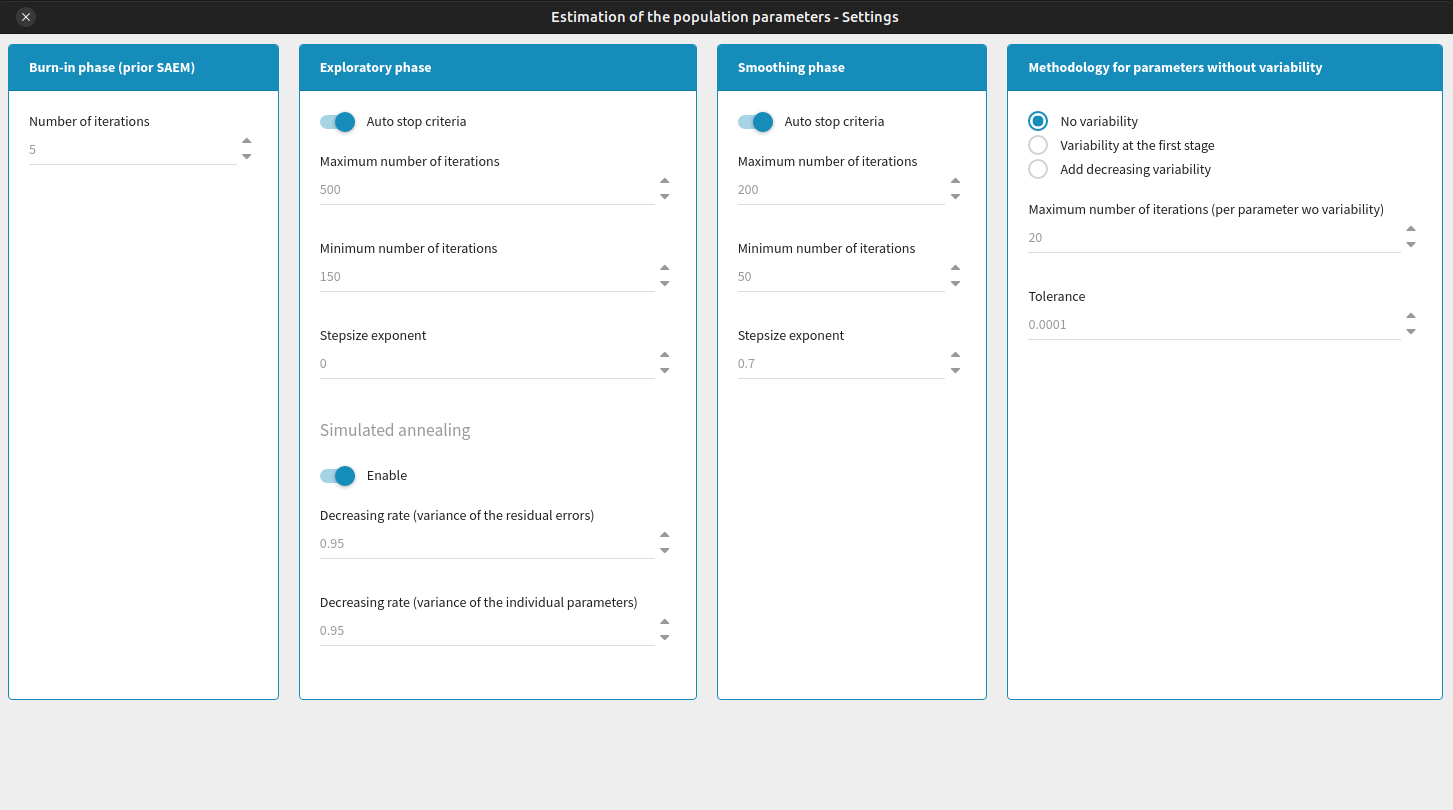 Estimation of the population parameters - Settings
Burn-in phase (prior SAEM)
Number of iterations
5
Exploratory phase
Auto stop criteria
Maximum number of iterations
500
Minimum number of iterations
150
Stepsize exponent
0
Simulated annealing
Enable
Decreasing rate (variance of the residual errors)
0.95
Decreasing rate (variance of the individual parameters)
0.95
Smoothing phase
Auto stop criteria
Maximum number of iterations
200
Minimum number of iterations
50
Stepsize exponent
0.7
Methodology for parameters without variability
No variability
Variability at the first stage
Add decreasing variability
Maximum number of iterations (per parameter wo variability)
20
Tolerance
0.0001